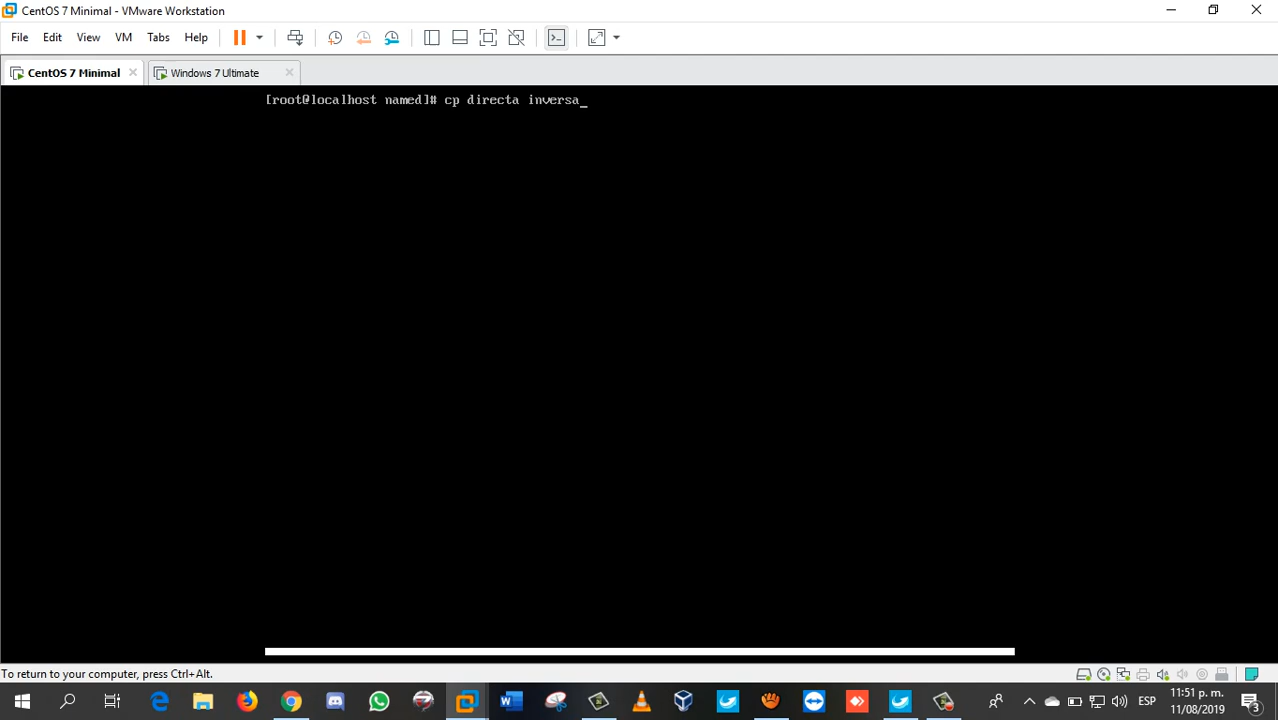 CentOS 7 Minimal - VMware Workstation
File Edit View VM Tabs Help
CentOS 7 Minimal Windows 7 Ultimate
[root@localhost named]# cp directa inversa_
To return to your computer, press Ctrl+Alt.
ESP
11:51 p. m.
11/08/2019
3